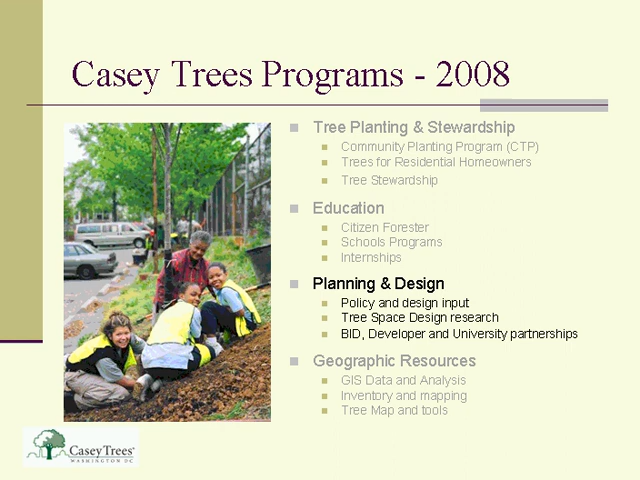 Casey Trees Programs - 2008
Tree Planting & Stewardship
Community Planting Program (CTP)
Trees for Residential Homeowners
Tree Stewardship
Education
Citizen Forester
Schools Programs
Internships
Planning & Design
Policy and design input
Tree Space Design research
BID, Developer and University partnerships
Geographic Resources
GIS Data and Analysis
Inventory and mapping
Tree Map and tools
Casey Trees
WASHINGTON DC